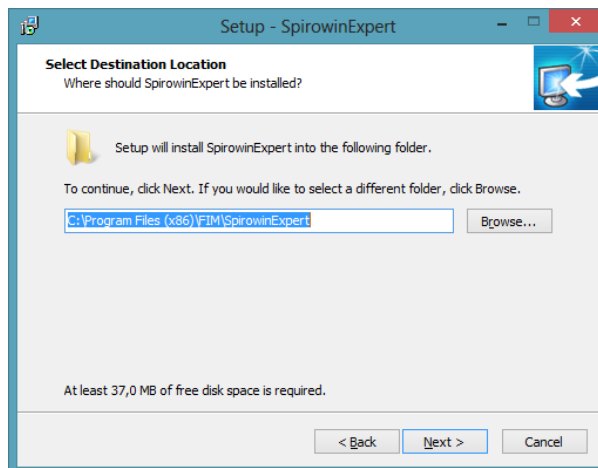 Setup - SpirowinExpert
Select Destination Location
Where should SpirowinExpert be installed?
Setup will install SpirowinExpert into the following folder.
To continue, click Next. If you would like to select a different folder, click Browse.
C:\Program Files (x86)\FIM\SpirowinExpert
Browse...
At least 37,0 MB of free disk space is required.
< Back
Next >
Cancel